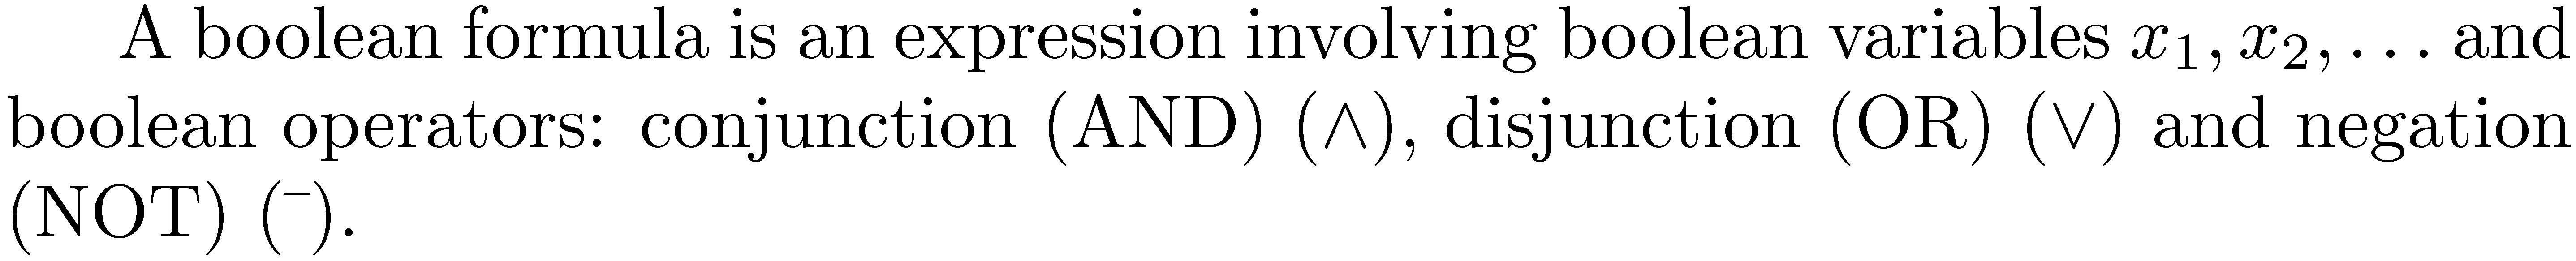 A boolean formula is an expression involving boolean variables x₁, x₂, . . . and
boolean operators: conjunction (AND) (∧), disjunction (OR) (∨) and negation
(NOT) (¯).